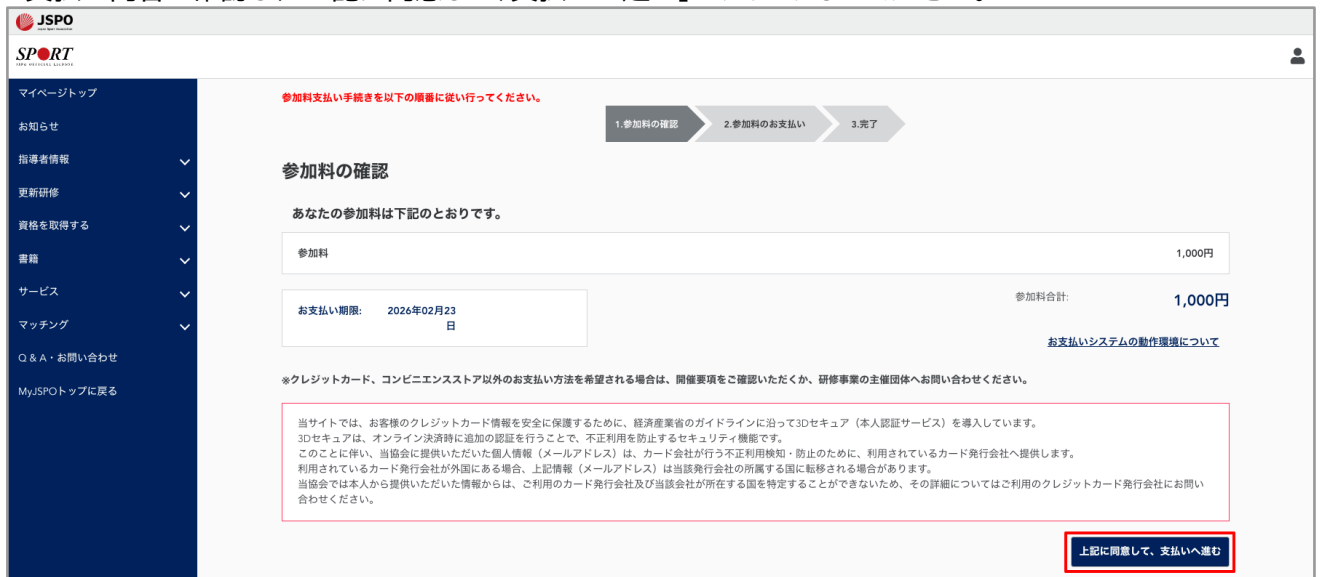 JSPO
SPORT
マイページトップ
お知らせ
指導者情報
更新研修
資格を取得する
書籍
サービス
マッチング
Q & A・お問い合わせ
MyJSPOトップに戻る
参加料支払い手続きを以下の順番に従い行ってください。
1.参加料の確認
2.参加料のお支払い
3.完了
参加料の確認
あなたの参加料は下記のとおりです。
参加料 1,000円
お支払い期限: 2026年02月23
日
参加料合計: 1,000円
お支払いシステムの動作環境について
※クレジットカード、コンビニエンスストア以外のお支払い方法を希望される場合は、開催要項をご確認いただくか、研修事業の主催団体へお問い合わせください。
当サイトでは、お客様のクレジットカード情報を安全に保護するために、経済産業省のガイドラインに沿って3Dセキュア（本人認証サービス）を導入しています。
3Dセキュアは、オンライン決済時に追加の認証を行うことで、不正利用を防止するセキュリティ機能です。
このことに伴い、当協会に提供いただいた個人情報（メールアドレス）は、カード会社が行う不正利用検知・防止のために、利用されているカード発行会社へ提供します。
利用されているカード発行会社が外国にある場合、上記情報（メールアドレス）は当該発行会社の所属する国に転移される場合があります。
当協会では本人から提供いただいた情報からは、ご利用のカード発行会社及び当該会社が所在する国を特定することができないため、その詳細についてはご利用のクレジットカード発行会社にお問い
合わせください。
上記に同意して、支払いへ進む